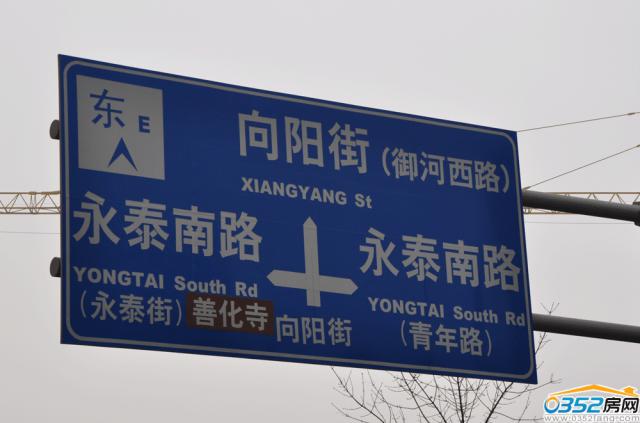 东 E
向阳街(御河西路)
XIANGYANG St
永泰南路
YONGTAI South Rd
(永泰街)
善化寺
向阳街
永泰南路
YONGTAI South Rd
(青年路)
0352房网
www.0352fang.com